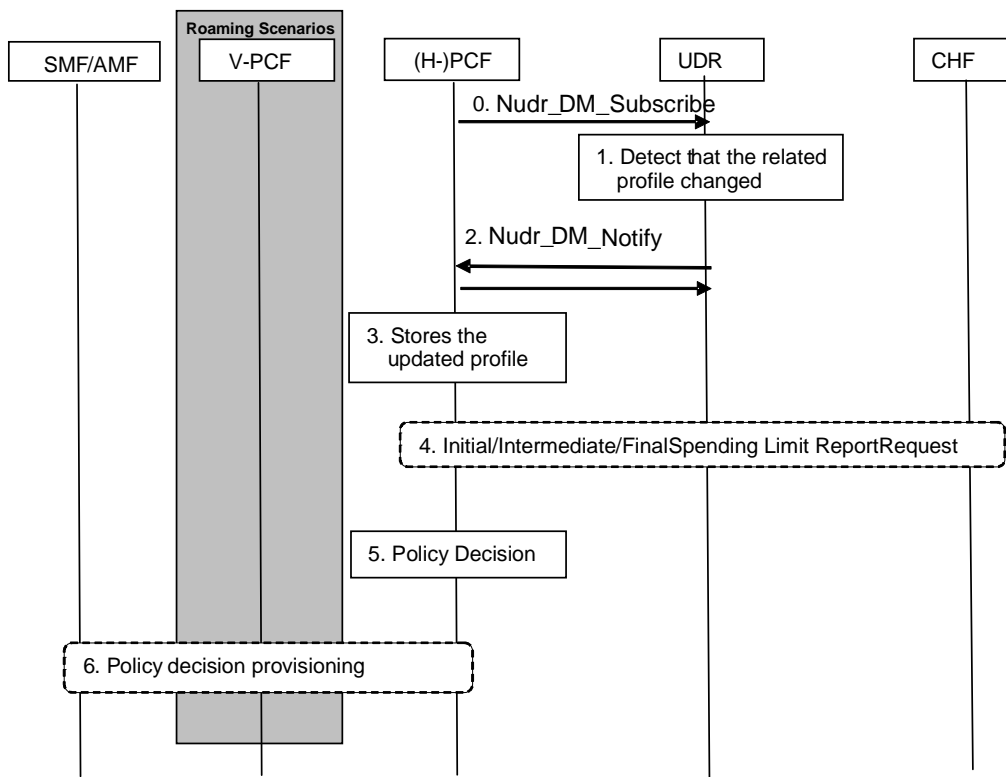 Roaming Scenarios
SMF/AMF
V-PCF
(H-)PCF
UDR
CHF
0. Nudr_DM_Subscribe
1. Detect that the related
profile changed
2. Nudr_DM_Notify
3. Stores the
updated profile
4. Initial/Intermediate/FinalSpending Limit ReportRequest
5. Policy Decision
6. Policy decision provisioning